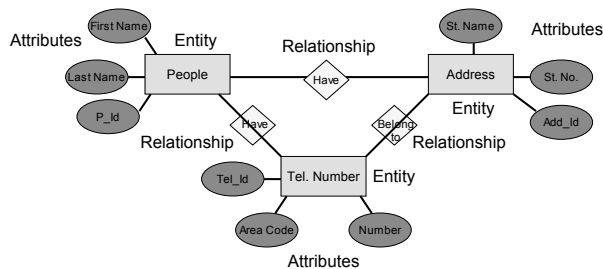 First Name
Attributes
Entity
Relationship
St. Name
Attributes
Last Name
People
Have
Address
St. No.
P_Id
Entity
Add_Id
Relationship
Have
Belong
to
Relationship
Tel_Id
Tel. Number
Entity
Area Code
Number
Attributes